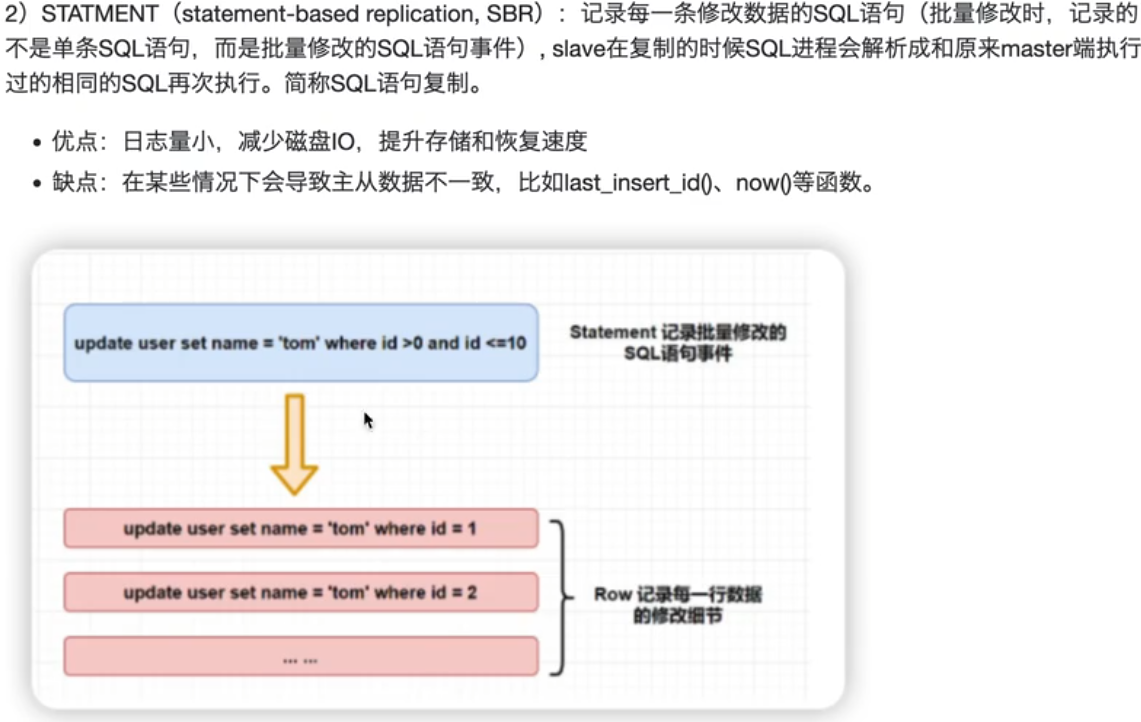 2）STATMENT（statement-based replication, SBR）：记录每一条修改数据的SQL语句（批量修改时，记录的
不是单条SQL语句，而是批量修改的SQL语句事件）, slave在复制的时候SQL进程会解析成和原来master端执行
过的相同的SQL再次执行。简称SQL语句复制。
• 优点：日志量小，减少磁盘IO，提升存储和恢复速度
• 缺点：在某些情况下会导致主从数据不一致，比如last_insert_id()、now()等函数。
update user set name = 'tom' where id >0 and id <=10
Statement 记录批量修改的
SQL语句事件
update user set name = 'tom' where id = 1
update user set name = 'tom' where id = 2
Row 记录每一行数据
的修改细节
... ...